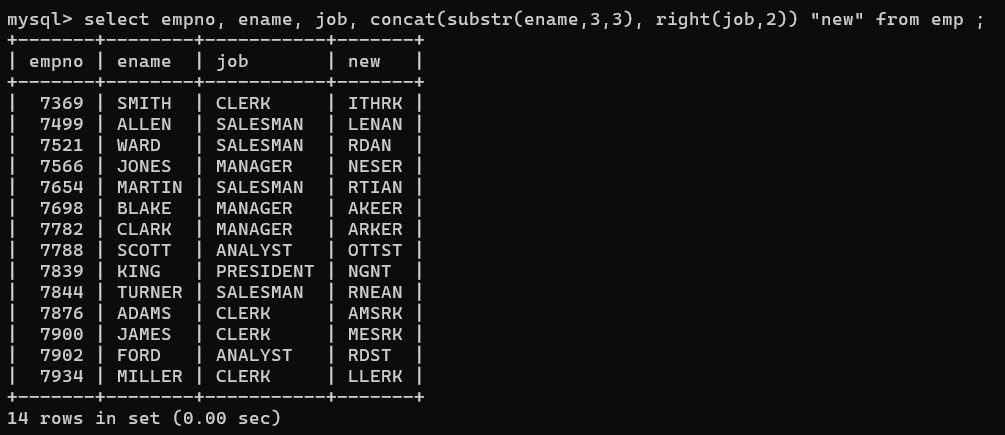 mysql> select empno, ename, job, concat(substr(ename,3,3), right(job,2)) "new" from emp ;
+-------+--------+-----------+-------+
| empno | ename  | job       | new   |
+-------+--------+-----------+-------+
|  7369 | SMITH  | CLERK     | ITHRK |
|  7499 | ALLEN  | SALESMAN  | LENAN |
|  7521 | WARD   | SALESMAN  | RDAN  |
|  7566 | JONES  | MANAGER   | NESER |
|  7654 | MARTIN | SALESMAN  | RTIAN |
|  7698 | BLAKE  | MANAGER   | AKEER |
|  7782 | CLARK  | MANAGER   | ARKER |
|  7788 | SCOTT  | ANALYST   | OTTST |
|  7839 | KING   | PRESIDENT | NGNT  |
|  7844 | TURNER | SALESMAN  | RNEAN |
|  7876 | ADAMS  | CLERK     | AMSRK |
|  7900 | JAMES  | CLERK     | MESRK |
|  7902 | FORD   | ANALYST   | RDST  |
|  7934 | MILLER | CLERK     | LLERK |
+-------+--------+-----------+-------+
14 rows in set (0.00 sec)